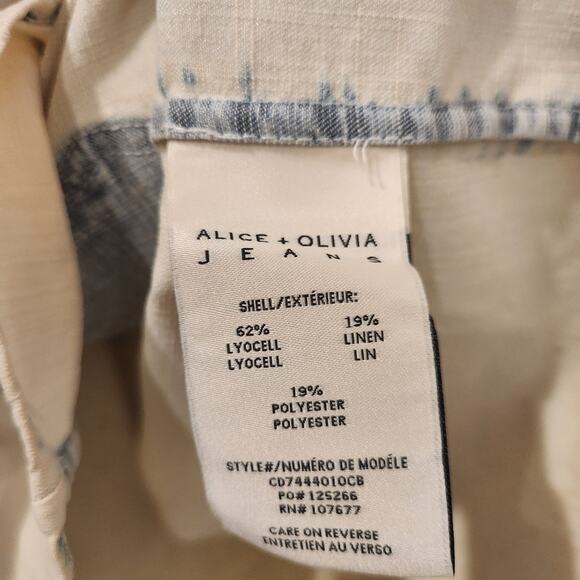 ALICE + OLIVIA
JEANS
SHELL/EXTÉRIEUR:
62% 19%
LYOCELL LINEN
LYOCELL LIN
19%
POLYESTER
POLYESTER
STYLE#/NUMÉRO DE MODÉLE
CD7444010CB
PO# 125266
RN# 107677
CARE ON REVERSE
ENTRETIEN AU VERSO